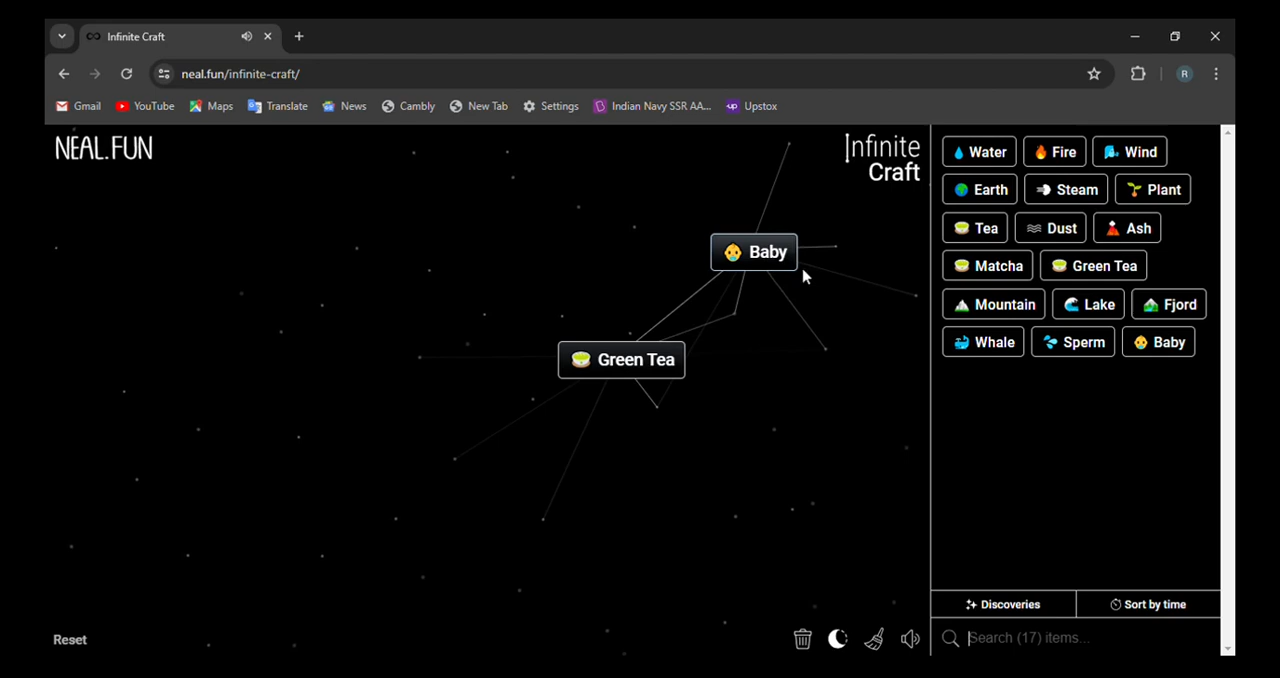 Infinite Craft
neal.fun/infinite-craft/
Gmail YouTube Maps Translate News Cambly New Tab Settings Indian Navy SSR AA... up Upstox
R
NEAL.FUN
Infinite
Craft
Water Fire Wind
Earth Steam Plant
Tea Dust Ash
Matcha Green Tea
Mountain Lake Fjord
Whale Sperm Baby
Baby
Green Tea
Discoveries Sort by time
Reset
Search (17) items...